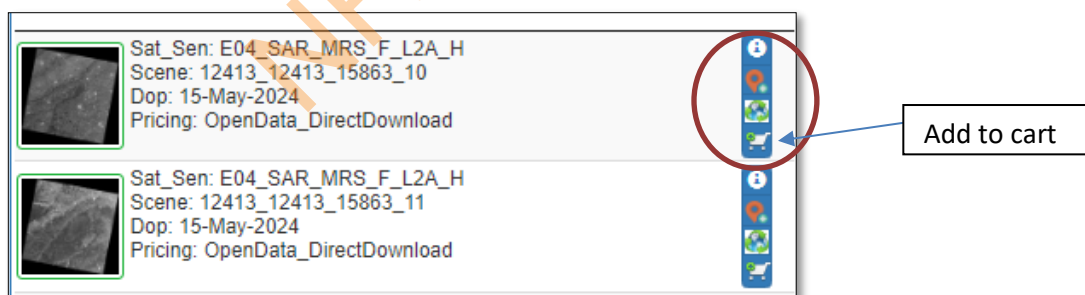 Sat_Sen: E04_SAR_MRS_F_L2A_H
Scene: 12413_12413_15863_10
Dop: 15-May-2024
Pricing: OpenData_DirectDownload
Add to cart
Sat_Sen: E04_SAR_MRS_F_L2A_H
Scene: 12413_12413_15863_11
Dop: 15-May-2024
Pricing: OpenData_DirectDownload